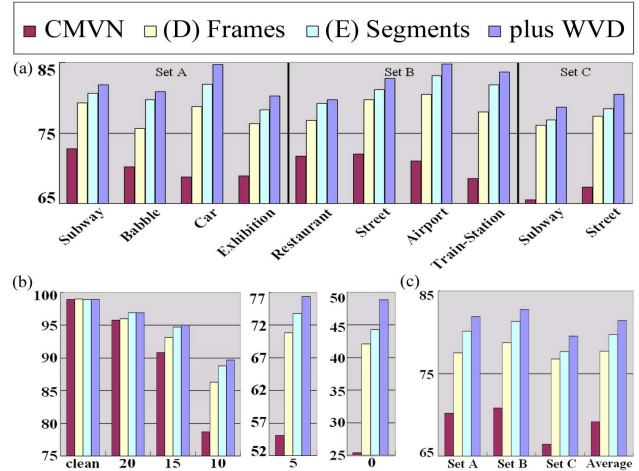 CMVN (D) Frames (E) Segments plus WVD
(a)
85
Set A Set B Set C
75
65
Subway Babble Car Exhibition Restaurant Street Airport Train-Station Subway Street
(b) (c)
100 77 50 85
95 72 45
90 67 40 75
85 62 35
80 57 30
75 52 25 65
clean 20 15 10 5 0 Set A Set B Set C Average